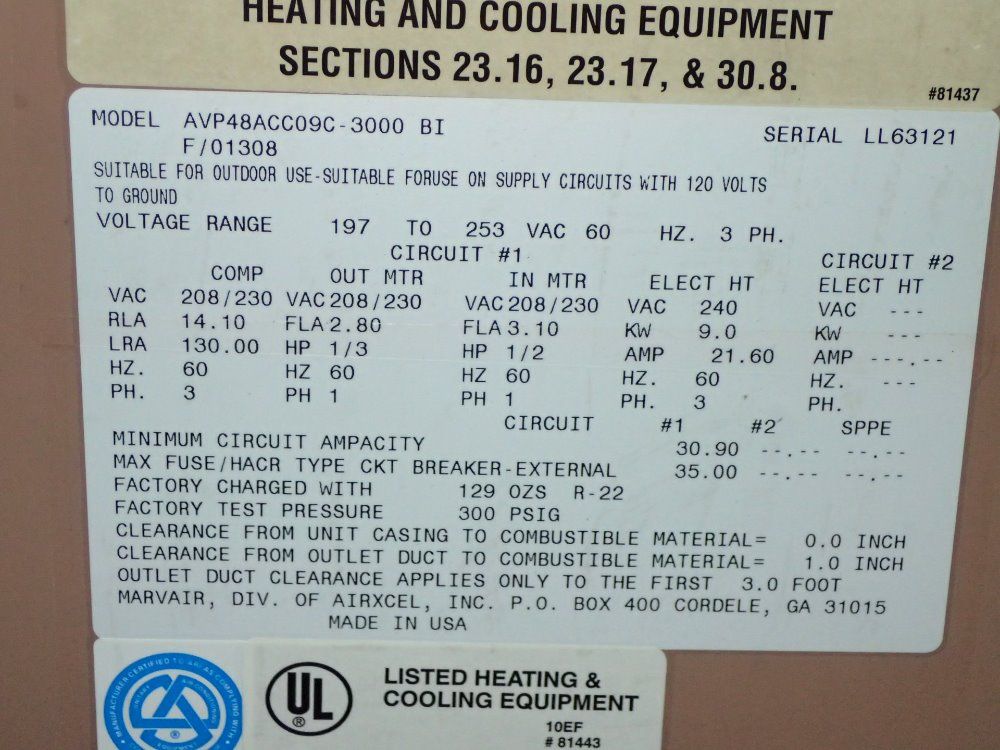 HEATING AND COOLING EQUIPMENT
SECTIONS 23.16, 23.17, & 30.8.
#81437
MODEL AVP48ACC09C-3000 BI SERIAL LL63121
F/01308
SUITABLE FOR OUTDOOR USE-SUITABLE FORUSE ON SUPPLY CIRCUITS WITH 120 VOLTS
TO GROUND
VOLTAGE RANGE 197 TO 253 VAC 60 HZ. 3 PH.
CIRCUIT #1 CIRCUIT #2
COMP OUT MTR IN MTR ELECT HT ELECT HT
VAC 208/230 VAC 208/230 VAC 208/230 VAC 240 VAC ---
RLA 14.10 FLA 2.80 FLA 3.10 KW 9.0 KW ---
LRA 130.00 HP 1/3 HP 1/2 AMP 21.60 AMP ---.--
HZ. 60 HZ 60 HZ 60 HZ. 60 HZ. ---
PH. 3 PH 1 PH 1 PH. 3 PH.
CIRCUIT #1 #2 SPPE
MINIMUM CIRCUIT AMPACITY 30.90 --.-- --.--
MAX FUSE/HACR TYPE CKT BREAKER-EXTERNAL 35.00 --.-- --.--
FACTORY CHARGED WITH 129 OZS R-22
FACTORY TEST PRESSURE 300 PSIG
CLEARANCE FROM UNIT CASING TO COMBUSTIBLE MATERIAL= 0.0 INCH
CLEARANCE FROM OUTLET DUCT TO COMBUSTIBLE MATERIAL= 1.0 INCH
OUTLET DUCT CLEARANCE APPLIES ONLY TO THE FIRST 3.0 FOOT
MARVAIR, DIV. OF AIRXCEL, INC. P.O. BOX 400 CORDELE, GA 31015
MADE IN USA
MANUFACTURER CERTIFIED TO ARI AS COMPLYING WITH
UL ®
LISTED HEATING &
COOLING EQUIPMENT
10EF
# 81443